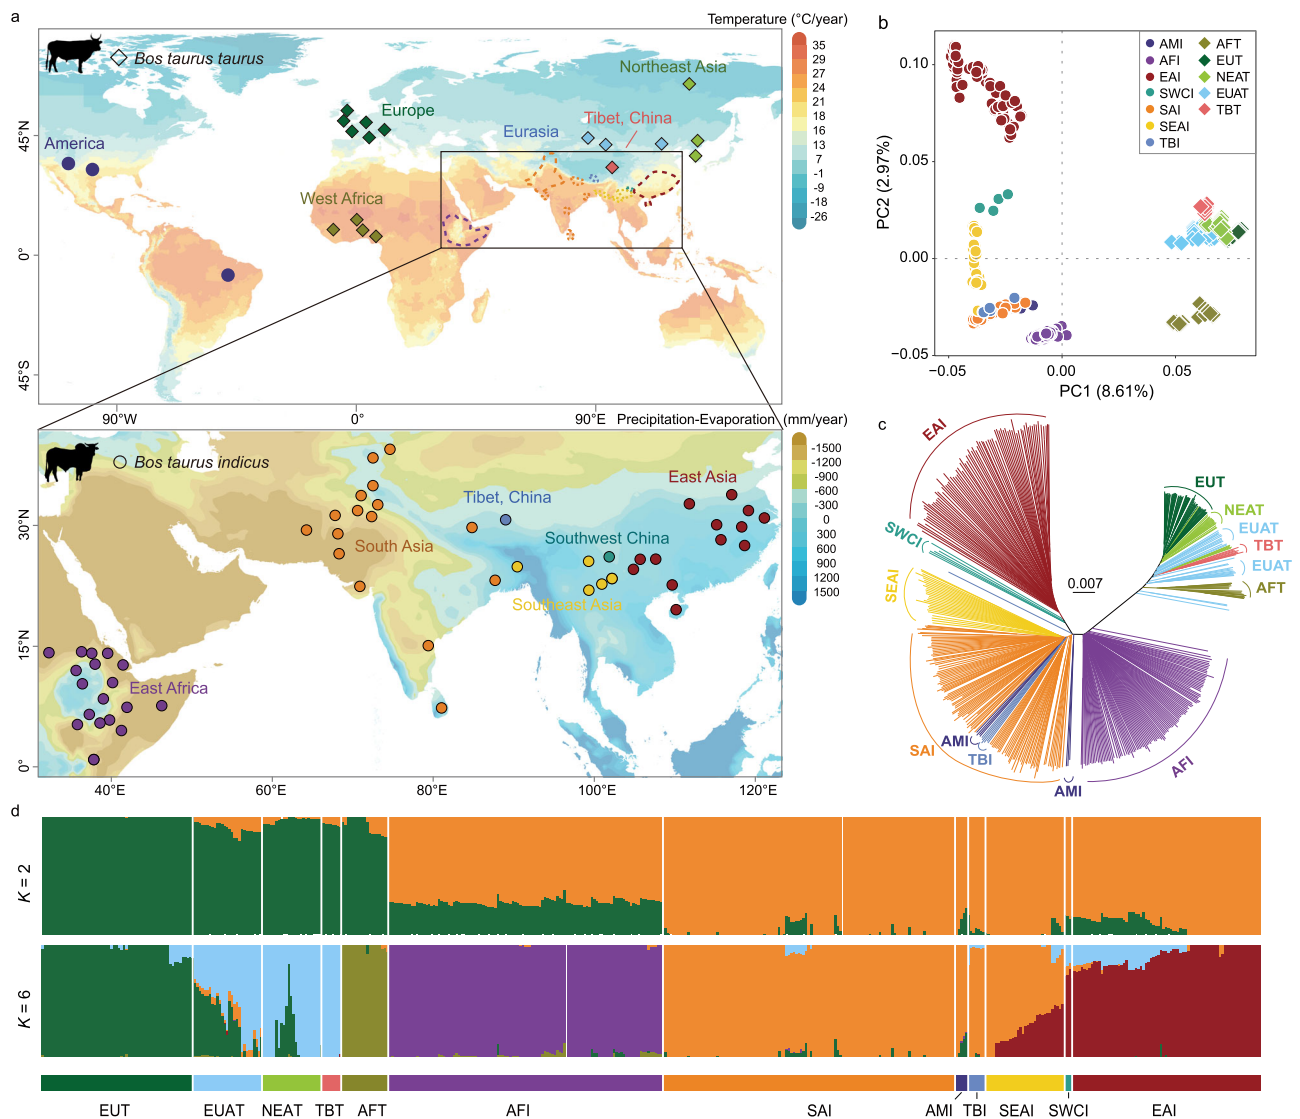 a
Temperature (°C/year)
Bos taurus taurus
Northeast Asia
Europe
Tibet, China
Eurasia
America
West Africa
45°N
0°
45°S
90°W
0°
90°E
35
29
27
24
21
18
16
13
7
-1
-9
-18
-26
Precipitation-Evaporation (mm/year)
Bos taurus indicus
East Asia
Tibet, China
Southwest China
South Asia
Southeast Asia
East Africa
30°N
15°N
0°
40°E
60°E
80°E
100°E
120°E
-1500
-1200
-900
-600
-300
0
300
600
900
1200
1500
b
AMI
AFI
EAI
SWCI
SAI
SEAI
TBI
AFT
EUT
NEAT
EUAT
TBT
PC2 (2.97%)
0.10
0.05
0.00
−0.05
−0.05
0.00
0.05
PC1 (8.61%)
c
EAI
EUT
NEAT
EUAT
TBT
EUAT
AFT
SWCI
SEAI
0.007
SAI
AMI
TBI
AMI
AFI
d
K = 2
K = 6
EUT
EUAT
NEAT
TBT
AFT
AFI
SAI
AMI
TBI
SEAI
SWCI
EAI